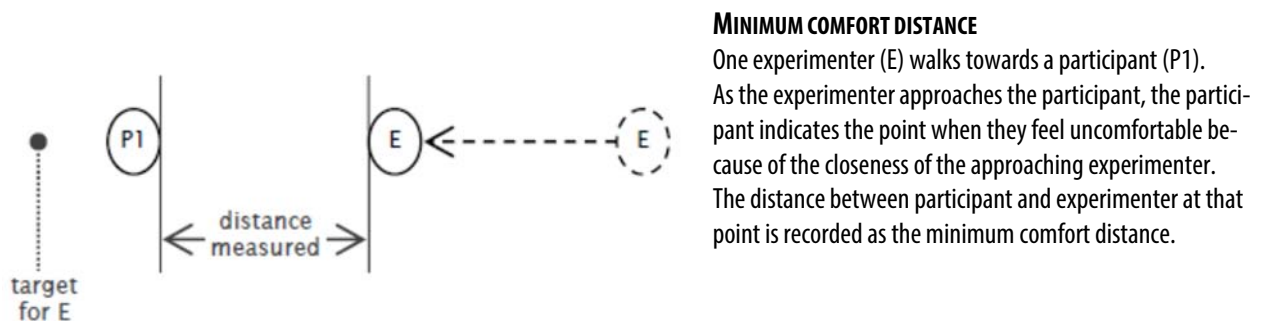 MINIMUM COMFORT DISTANCE
One experimenter (E) walks towards a participant (P1).
As the experimenter approaches the participant, the partici-
pant indicates the point when they feel uncomfortable be-
cause of the closeness of the approaching experimenter.
The distance between participant and experimenter at that
point is recorded as the minimum comfort distance.
P1
E
E
distance
measured
target
for E